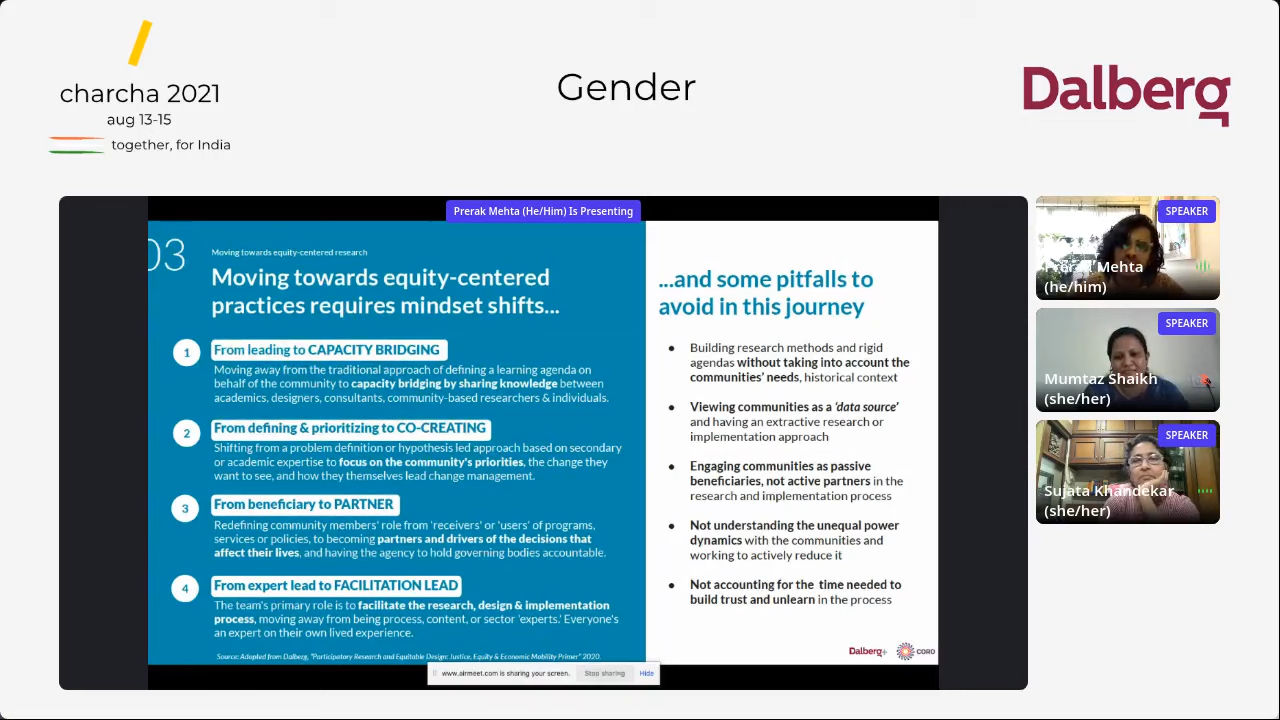 charcha 2021
aug 13-15
together, for India
Gender
Dalberg
Prerak Mehta (He/Him) Is Presenting
03
Moving towards equity-centered research
Moving towards equity-centered
practices requires mindset shifts...
1
From leading to CAPACITY BRIDGING
Moving away from the traditional approach of defining a learning agenda on
behalf of the community to capacity bridging by sharing knowledge between
academics, designers, consultants, community-based researchers & individuals.
2
From defining & prioritizing to CO-CREATING
Shifting from a problem definition or hypothesis led approach based on secondary
or academic expertise to focus on the community's priorities, the change they
want to see, and how they themselves lead change management.
3
From beneficiary to PARTNER
Redefining community members' role from 'receivers' or 'users' of programs,
services or policies, to becoming partners and drivers of the decisions that
affect their lives, and having the agency to hold governing bodies accountable.
4
From expert lead to FACILITATION LEAD
The team's primary role is to facilitate the research, design & implementation
process, moving away from being process, content, or sector 'experts.' Everyone's
an expert on their own lived experience.
Source: Adapted from Dalberg, "Participatory Research and Equitable Design: Justice, Equity & Economic Mobility Primer" 2020.
...and some pitfalls to
avoid in this journey
● Building research methods and rigid
agendas without taking into account the
communities' needs, historical context
● Viewing communities as a 'data source'
and having an extractive research or
implementation approach
● Engaging communities as passive
beneficiaries, not active partners in the
research and implementation process
● Not understanding the unequal power
dynamics with the communities and
working to actively reduce it
● Not accounting for the time needed to
build trust and unlearn in the process
Dalberg+
CORO
www.airmeet.com is sharing your screen.
Stop sharing
Hide
SPEAKER
Prerak Mehta
(he/him)
SPEAKER
Mumtaz Shaikh
(she/her)
SPEAKER
Sujata Khandekar
(she/her)